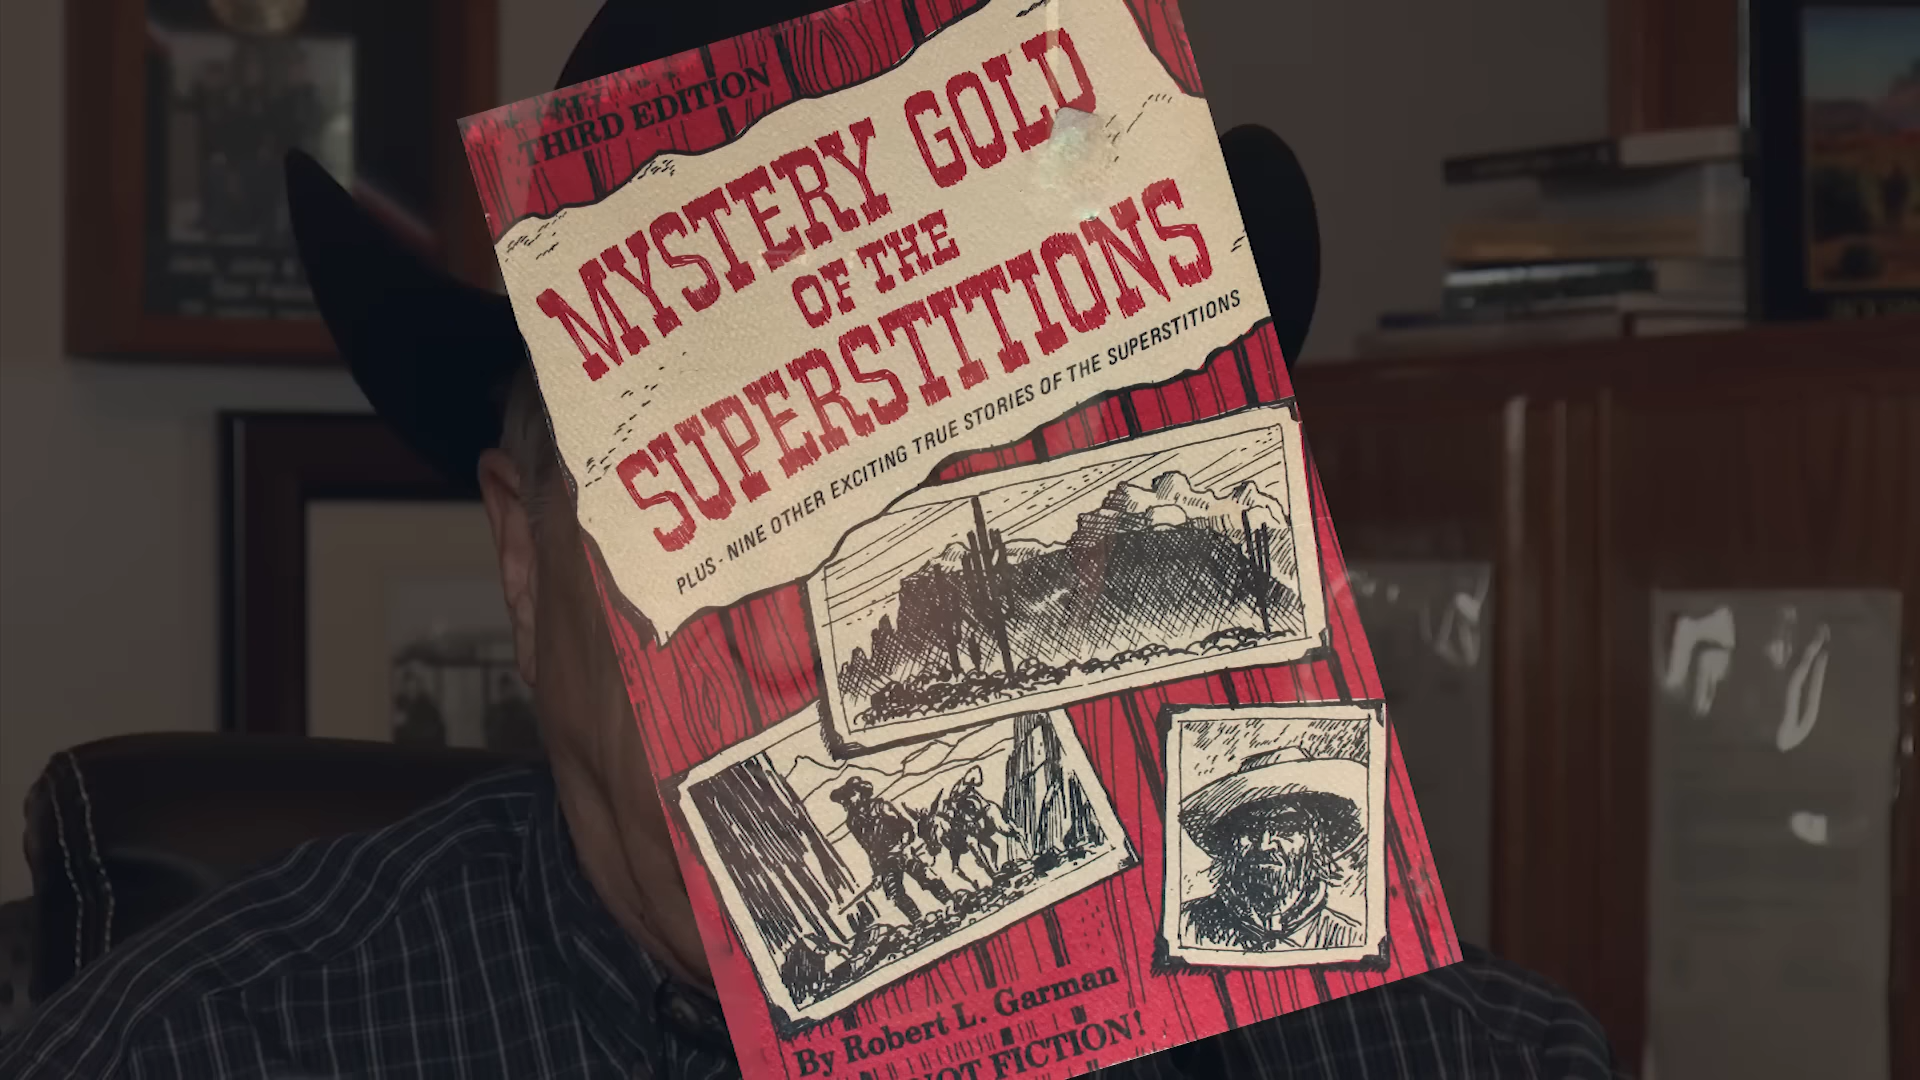 THIRD EDITION
MYSTERY GOLD
OF THE
SUPERSTITIONS
PLUS - NINE OTHER EXCITING TRUE STORIES OF THE SUPERSTITIONS
By Robert L. Garman
NOT FICTION!